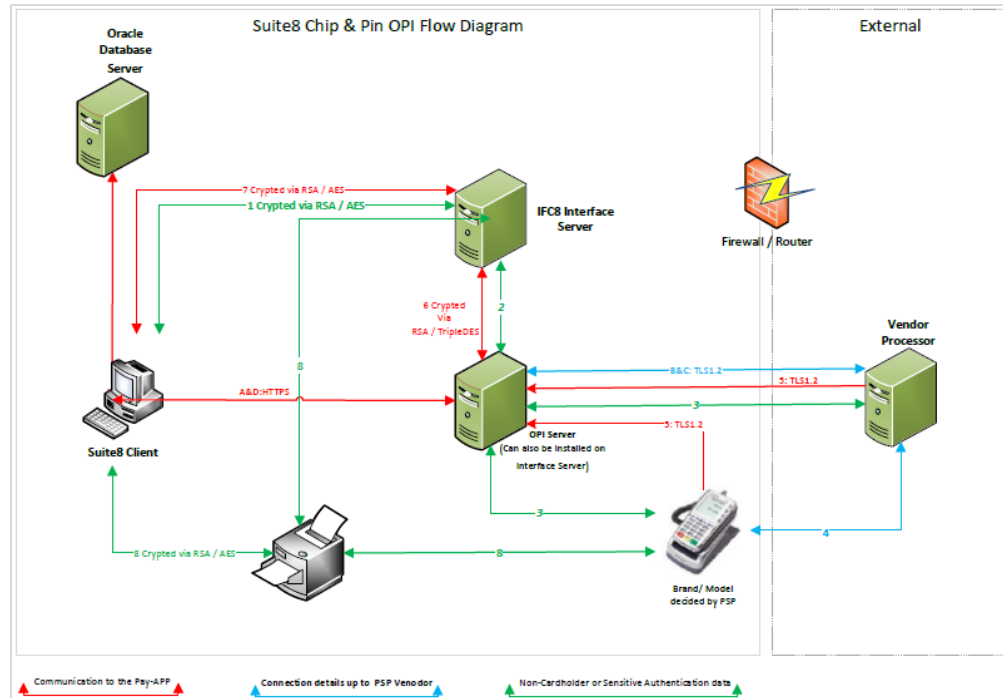 Suite8 Chip & Pin OPI Flow Diagram
External
Oracle
Database
Server
7 Crypted via RSA / AES
1 Crypted via RSA / AES
IFC8 Interface
Server
Firewall / Router
6 Crypted
Via
RSA / TripleDES
2
8
Vendor
Processor
B&C: TLS1.2
5: TLS1.2
A&D:HTTPS
3
5: TLS1.2
OPI Server
(Can also be installed on
Interface Server)
Suite8 Client
3
4
8 Crypted via RSA / AES
8
Brand/ Model
decided by PSP
Communication to the Pay-APP
Connection details up to PSP Venodor
Non-Cardholder or Sensitive Authentication data